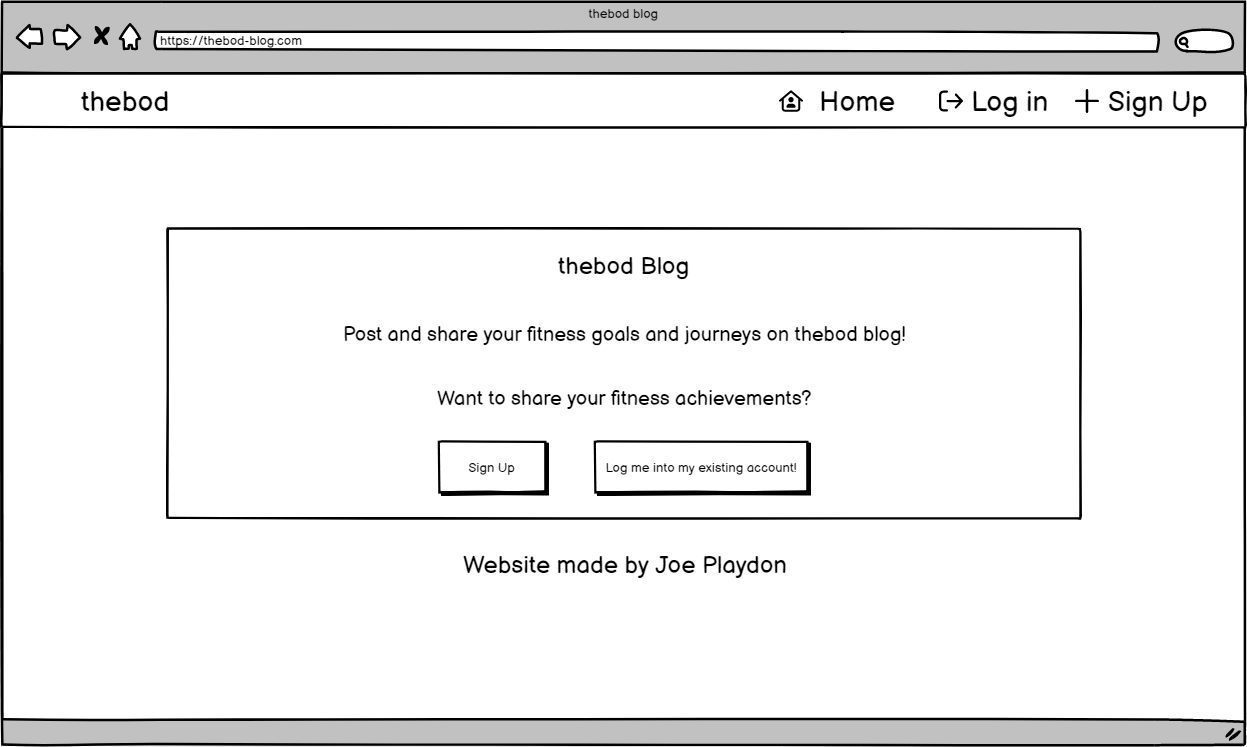 thebod blog
https://thebod-blog.com
thebod Home Log in Sign Up
thebod Blog
Post and share your fitness goals and journeys on thebod blog!
Want to share your fitness achievements?
Sign Up Log me into my existing account!
Website made by Joe Playdon